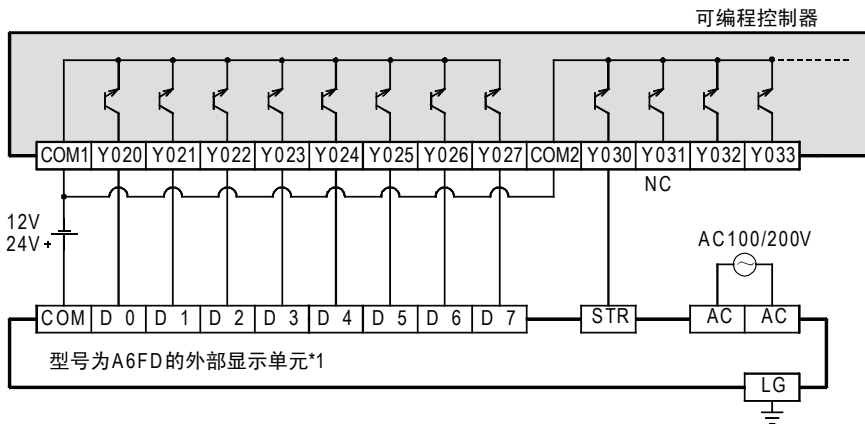 可编程控制器
COM1 Y020 Y021 Y022 Y023 Y024 Y025 Y026 Y027 COM2 Y030 Y031 Y032 Y033
NC
12V
24V +
AC100/200V
COM D 0 D 1 D 2 D 3 D 4 D 5 D 6 D 7 STR AC AC
型号为A6FD的外部显示单元*1
LG